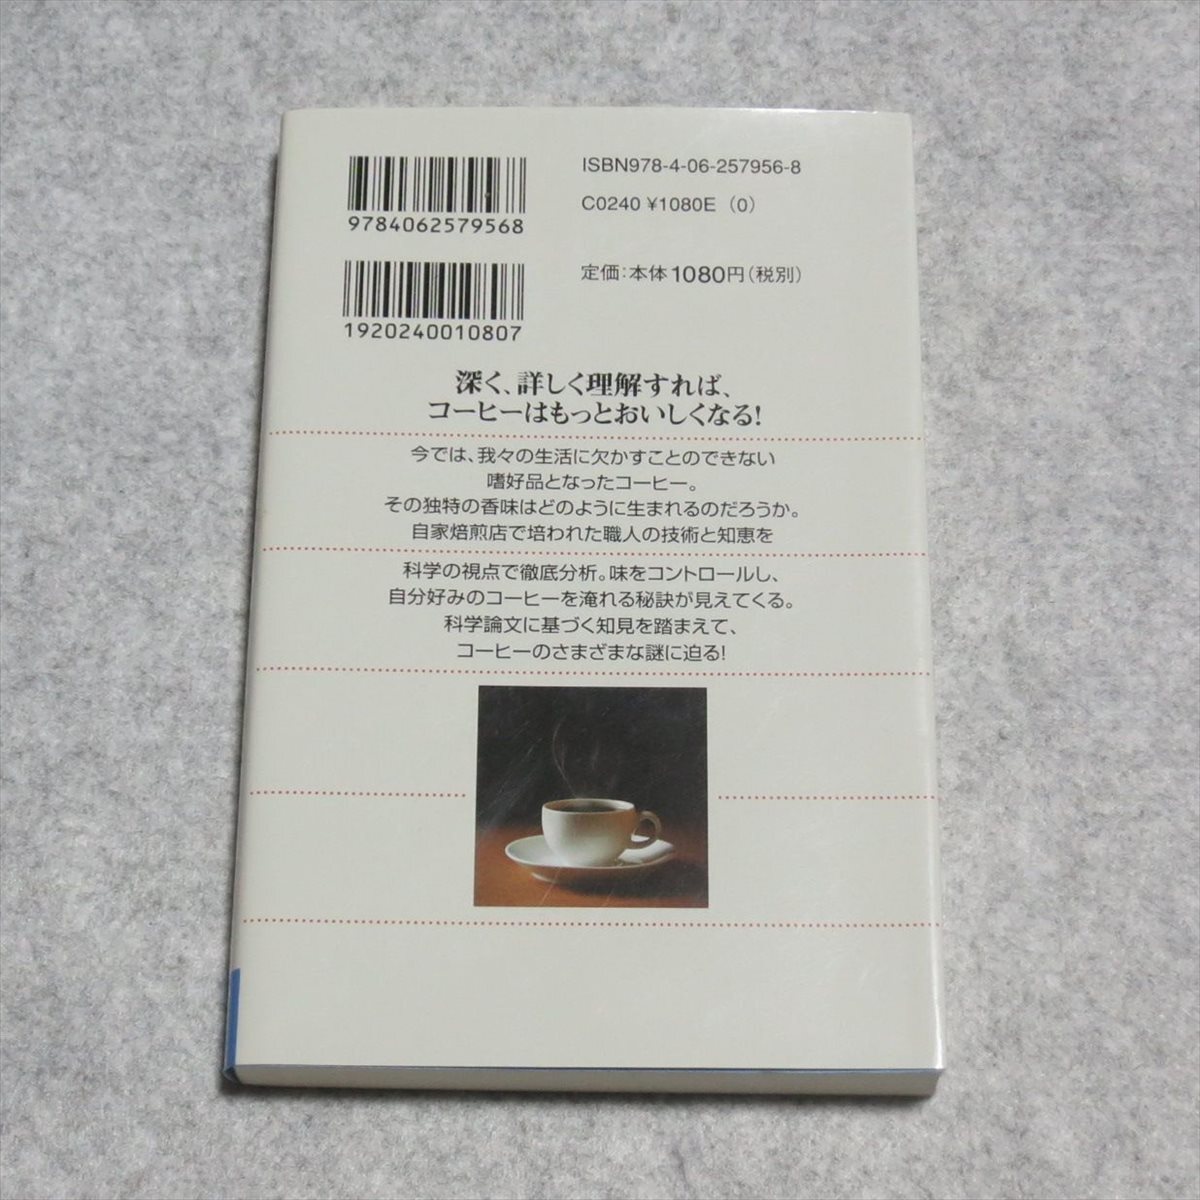 ISBN978-4-06-257956-8
C0240 ¥1080E (0)
9784062579568
定価:本体1080円(税別)
1920240010807
深く、詳しく理解すれば、
コーヒーはもっとおいしくなる!
今では、我々の生活に欠かすことのできない
嗜好品となったコーヒー。
その独特の香味はどのように生まれるのだろうか。
自家焙煎店で培われた職人の技術と知恵を
科学の視点で徹底分析。味をコントロールし、
自分好みのコーヒーを淹れる秘訣が見えてくる。
科学論文に基づく知見を踏まえて、
コーヒーのさまざまな謎に迫る!